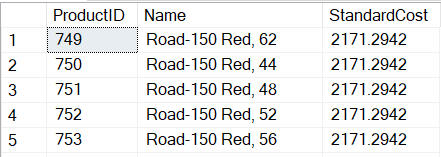 ProductID Name StandardCost
1 749 Road-150 Red, 62 2171.2942
2 750 Road-150 Red, 44 2171.2942
3 751 Road-150 Red, 48 2171.2942
4 752 Road-150 Red, 52 2171.2942
5 753 Road-150 Red, 56 2171.2942